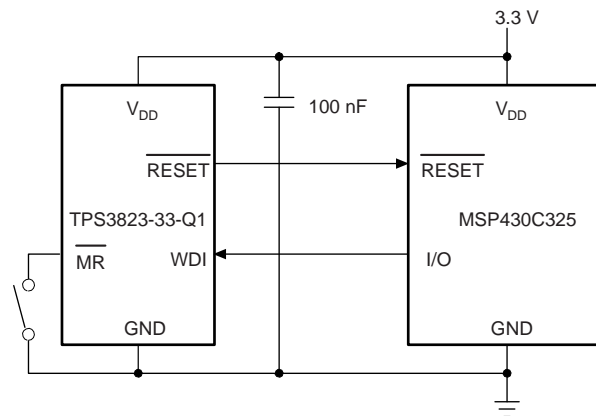 3.3 V
V_DD
100 nF
V_DD
RESET
RESET
TPS3823-33-Q1
MSP430C325
MR
WDI
I/O
GND
GND